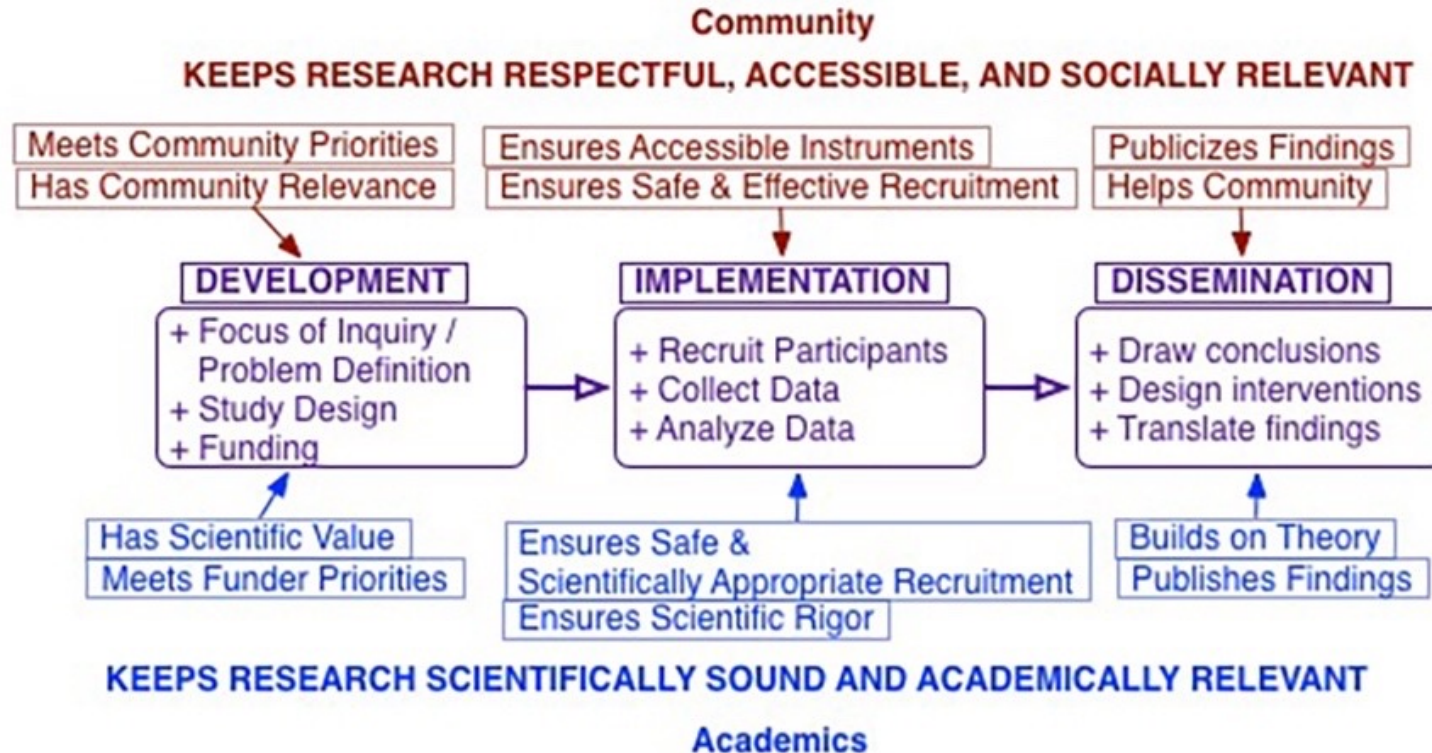 Community
KEEPS RESEARCH RESPECTFUL, ACCESSIBLE, AND SOCIALLY RELEVANT
Meets Community Priorities
Has Community Relevance
Ensures Accessible Instruments
Ensures Safe & Effective Recruitment
Publicizes Findings
Helps Community
DEVELOPMENT
+ Focus of Inquiry /
Problem Definition
+ Study Design
+ Funding
IMPLEMENTATION
+ Recruit Participants
+ Collect Data
+ Analyze Data
DISSEMINATION
+ Draw conclusions
+ Design interventions
+ Translate findings
Has Scientific Value
Meets Funder Priorities
Ensures Safe &
Scientifically Appropriate Recruitment
Ensures Scientific Rigor
Builds on Theory
Publishes Findings
KEEPS RESEARCH SCIENTIFICALLY SOUND AND ACADEMICALLY RELEVANT
Academics